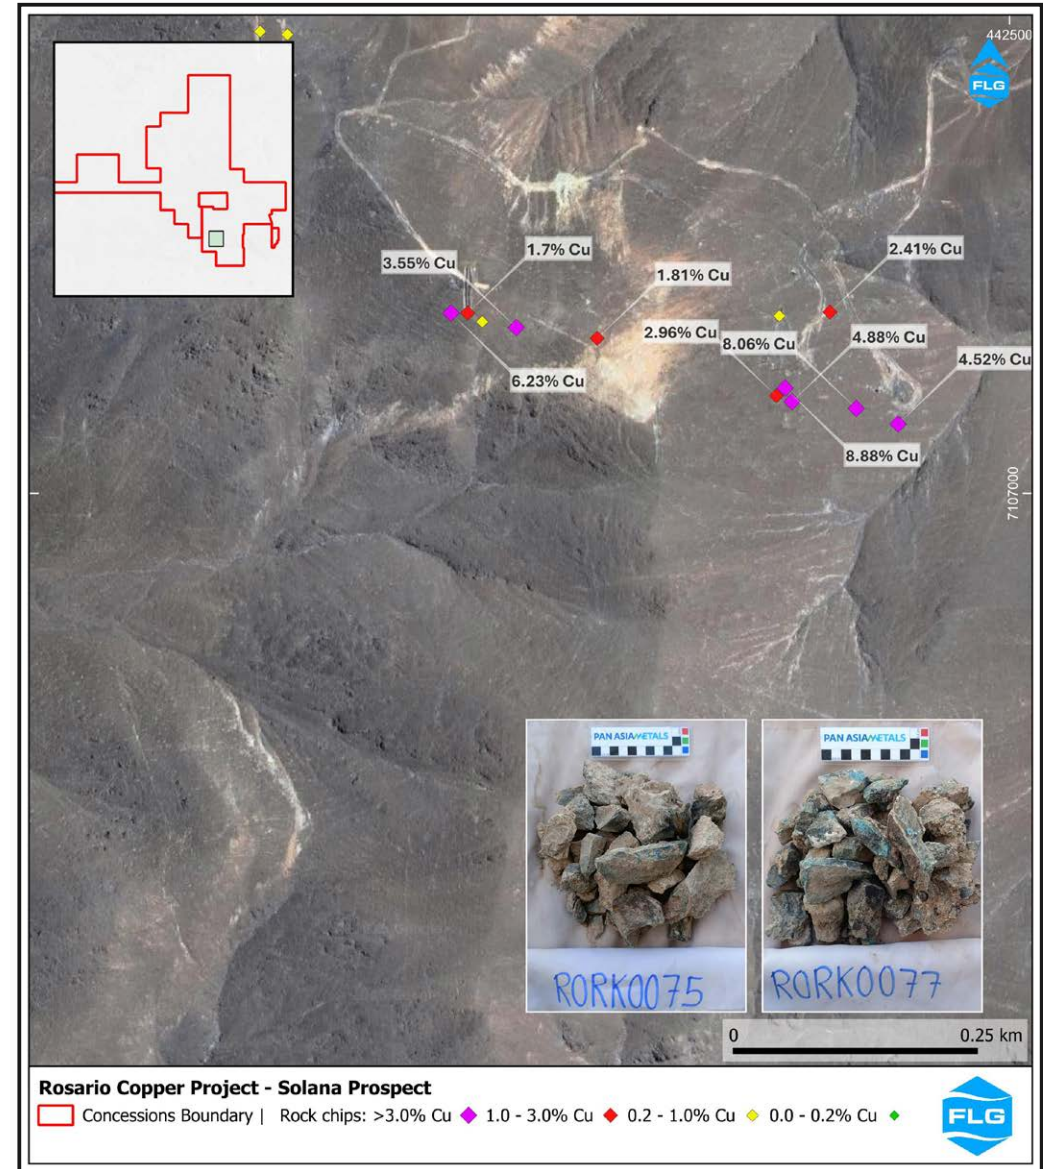 442500
FLG
3.55% Cu
1.7% Cu
2.41% Cu
1.81% Cu
2.96% Cu
8.06% Cu
4.88% Cu
4.52% Cu
6.23% Cu
8.88% Cu
7107000
PAN ASIA METALS
RORK0075
PAN ASIA METALS
RORK0077
0 0.25 km
Rosario Copper Project - Solana Prospect
Concessions Boundary | Rock chips: >3.0% Cu 1.0 - 3.0% Cu 0.2 - 1.0% Cu 0.0 - 0.2% Cu
FLG